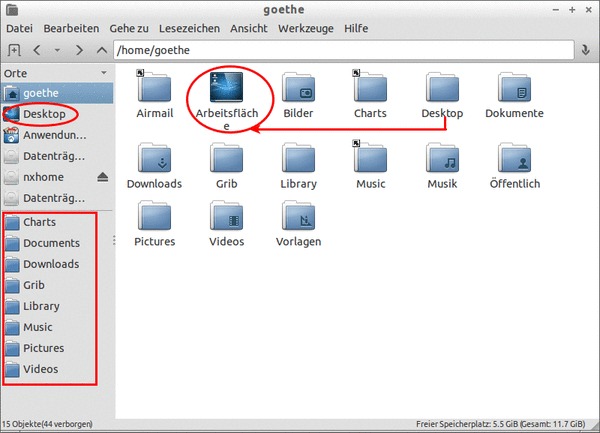 goethe
Datei Bearbeiten Gehe zu Lesezeichen Ansicht Werkzeuge Hilfe
/home/goethe
Orte
goethe
Desktop
Anwendun...
Datenträg...
nxhome
Datenträg...
Charts
Documents
Downloads
Grib
Library
Music
Pictures
Videos
Airmail Arbeitsfläch Bilder Charts Desktop Dokumente
e
Downloads Grib Library Music Musik Öffentlich
Pictures Videos Vorlagen
15 Objekte(44 verborgen) Freier Speicherplatz: 5.5 GiB (Gesamt: 11.7 GiB)